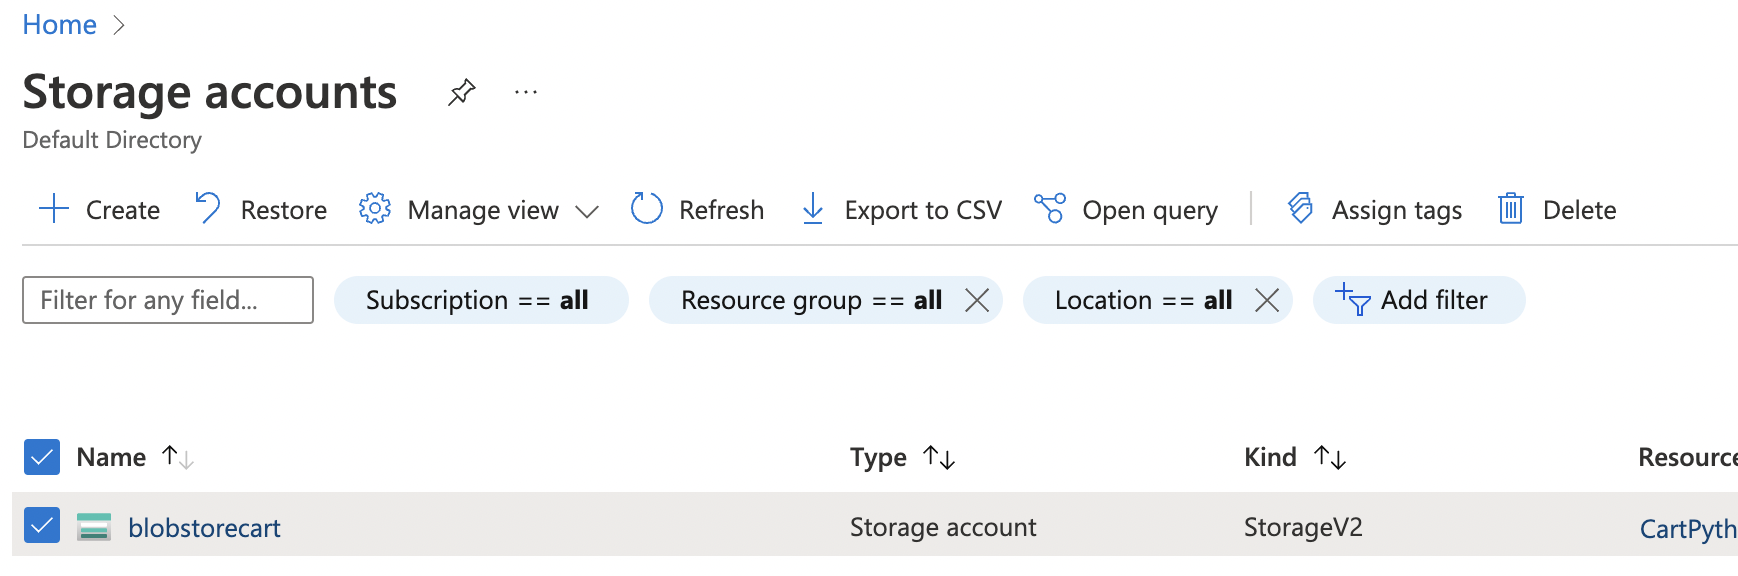 Home
Storage accounts
Default Directory
Create Restore Manage view Refresh Export to CSV Open query Assign tags Delete
Filter for any field... Subscription == all Resource group == all Location == all Add filter
Name Type Kind Resource
blobstorecart Storage account StorageV2 CartPyth